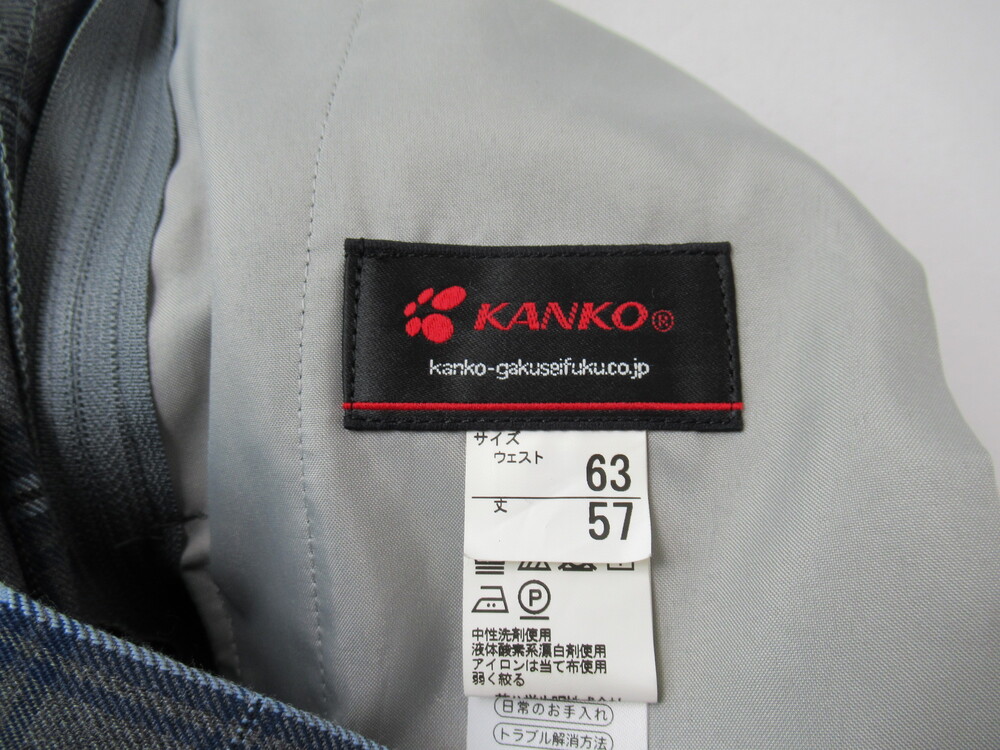 KANKO®
kanko-gakuseifuku.co.jp
サイズ
ウェスト
63
丈
57
P
中性洗剤使用
液体酸素系漂白剤使用
アイロンは当て布使用
弱く絞る
日常のお手入れ
トラブル解消方法